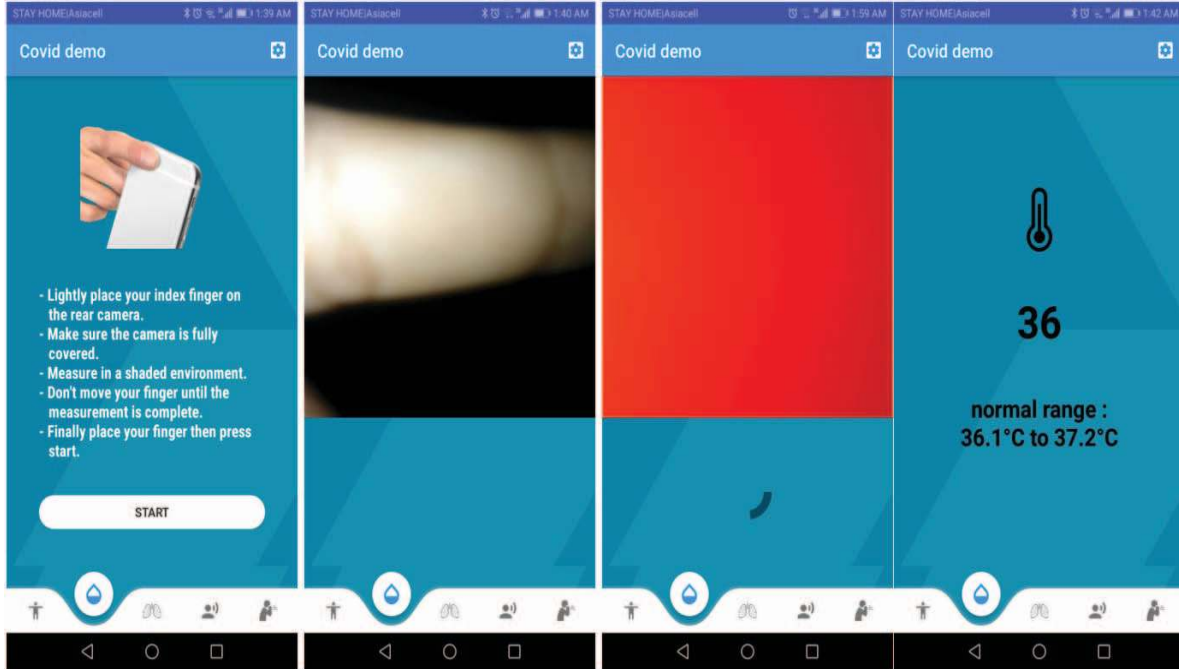 STAY HOME|Asiacell
1:39 AM
Covid demo
- Lightly place your index finger on
the rear camera.
- Make sure the camera is fully
covered.
- Measure in a shaded environment.
- Don't move your finger until the
measurement is complete.
- Finally place your finger then press
start.
START
STAY HOME|Asiacell
1:40 AM
Covid demo
STAY HOME|Asiacell
1:59 AM
Covid demo
STAY HOME|Asiacell
1:42 AM
Covid demo
36
normal range :
36.1°C to 37.2°C